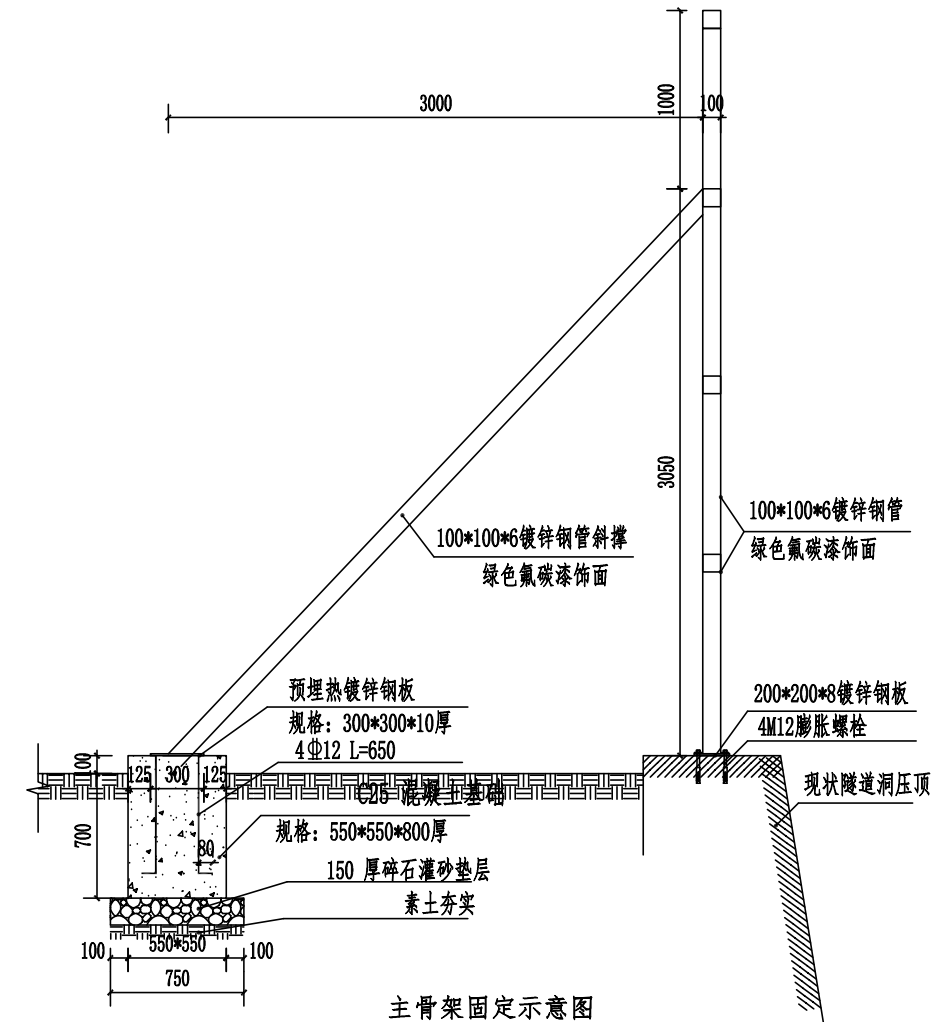 3000
1000
100
3050
100*100*6镀锌钢管斜撑
绿色氟碳漆饰面
100*100*6镀锌钢管
绿色氟碳漆饰面
预埋热镀锌钢板
规格：300*300*10厚
4Φ12 L=650
200*200*8镀锌钢板
4M12膨胀螺栓
现状隧道洞压顶
100
125
300
125
C25 混凝土基础
规格：550*550*800厚
700
80
150 厚碎石灌砂垫层
素土夯实
100
550*550
100
750
主骨架固定示意图